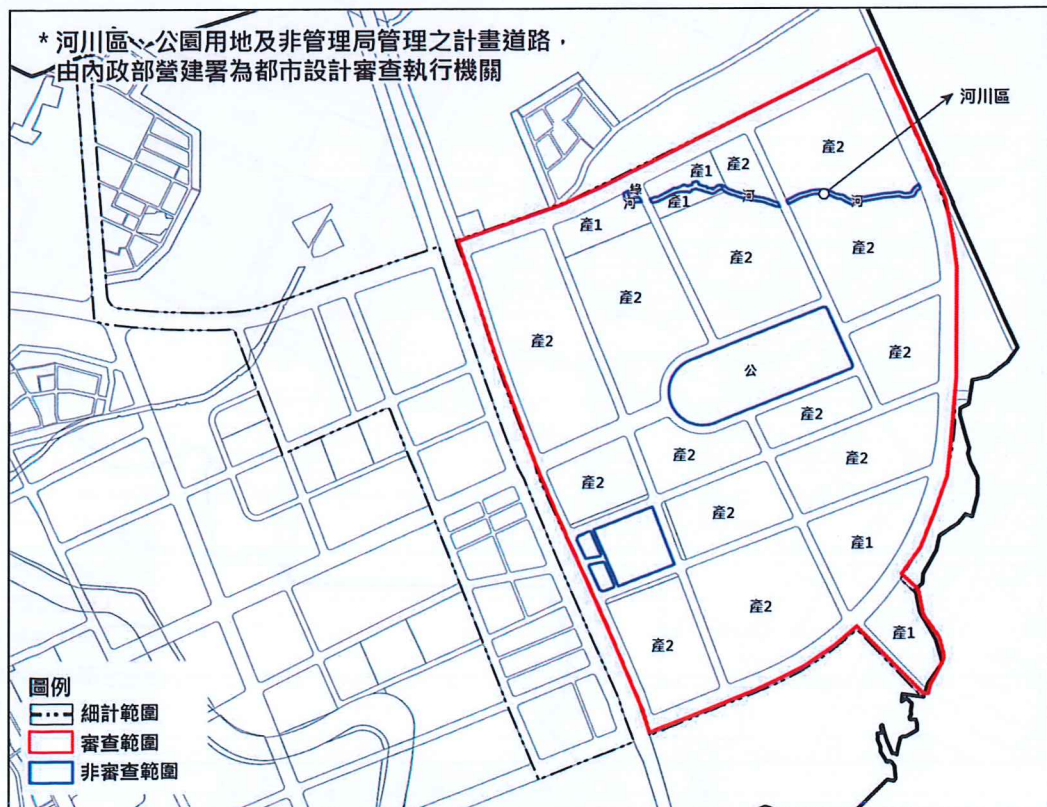 * 河川區、公園用地及非管理局管理之計畫道路，
由內政部營建署為都市設計審查執行機關
河川區
產2
產1
產2
綠
河
產1
河
河
產1
產2
產2
產2
產2
產2
公
產2
產2
產2
產2
產2
產1
產2
產2
產1
圖例
細計範圍
審查範圍
非審查範圍